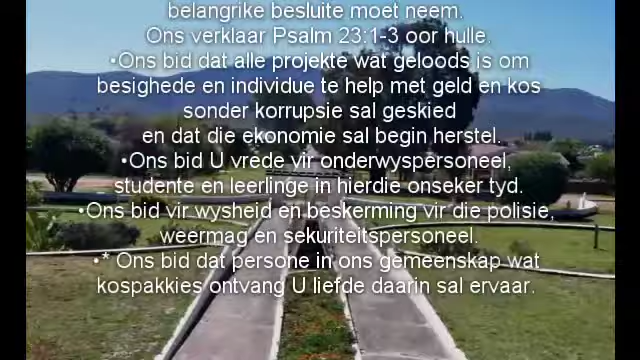 belangrike besluite moet neem.
Ons verklaar Psalm 23:1-3 oor hulle.
•Ons bid dat alle projekte wat geloods is om
besighede en individue te help met geld en kos
sonder korrupsie sal geskied
en dat die ekonomie sal begin herstel.
•Ons bid U vrede vir onderwyspersoneel,
studente en leerlinge in hierdie onseker tyd.
•Ons bid vir wysheid en beskerming vir die polisie,
weermag en sekuriteitspersoneel.
•* Ons bid dat persone in ons gemeenskap wat
kospakkies ontvang U liefde daarin sal ervaar.